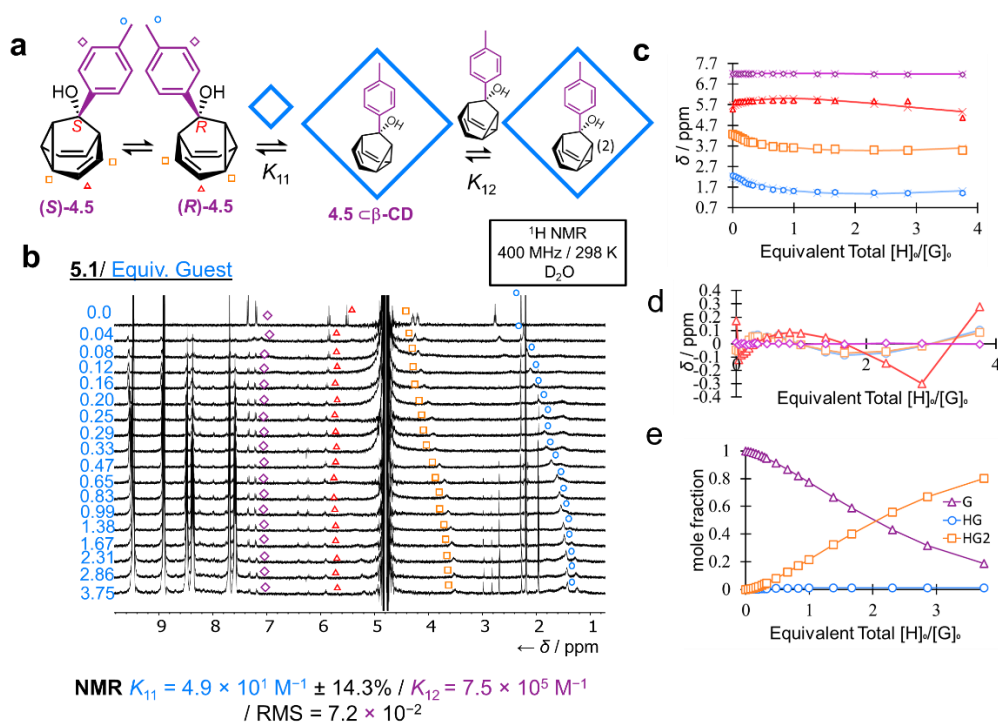 a
OH
S
(S)-4.5
OH
R
(R)-4.5
K11
OH
4.5 ⊂β-CD
K12
OH
(2)
1H NMR
400 MHz / 298 K
D2O
b
5.1/ Equiv. Guest
0.0
0.04
0.08
0.12
0.16
0.20
0.25
0.29
0.33
0.47
0.65
0.83
0.99
1.38
1.67
2.31
2.86
3.75
9 8 7 6 5 4 3 2 1
← δ / ppm
NMR K11 = 4.9 × 10¹ M⁻¹ ± 14.3% / K12 = 7.5 × 10⁵ M⁻¹
/ RMS = 7.2 × 10⁻²
c
7.7
6.7
5.7
4.7
3.7
2.7
1.7
0.7
δ / ppm
0 1 2 3 4
Equivalent Total [H]₀/[G]₀
d
0.4
0.3
0.2
0.1
0
-0.1
-0.2
-0.3
-0.4
δ / ppm
0 2 4
Equivalent Total [H]₀/[G]₀
e
1
0.8
0.6
0.4
0.2
0
mole fraction
G
HG
HG2
0 1 2 3
Equivalent Total [H]₀/[G]₀